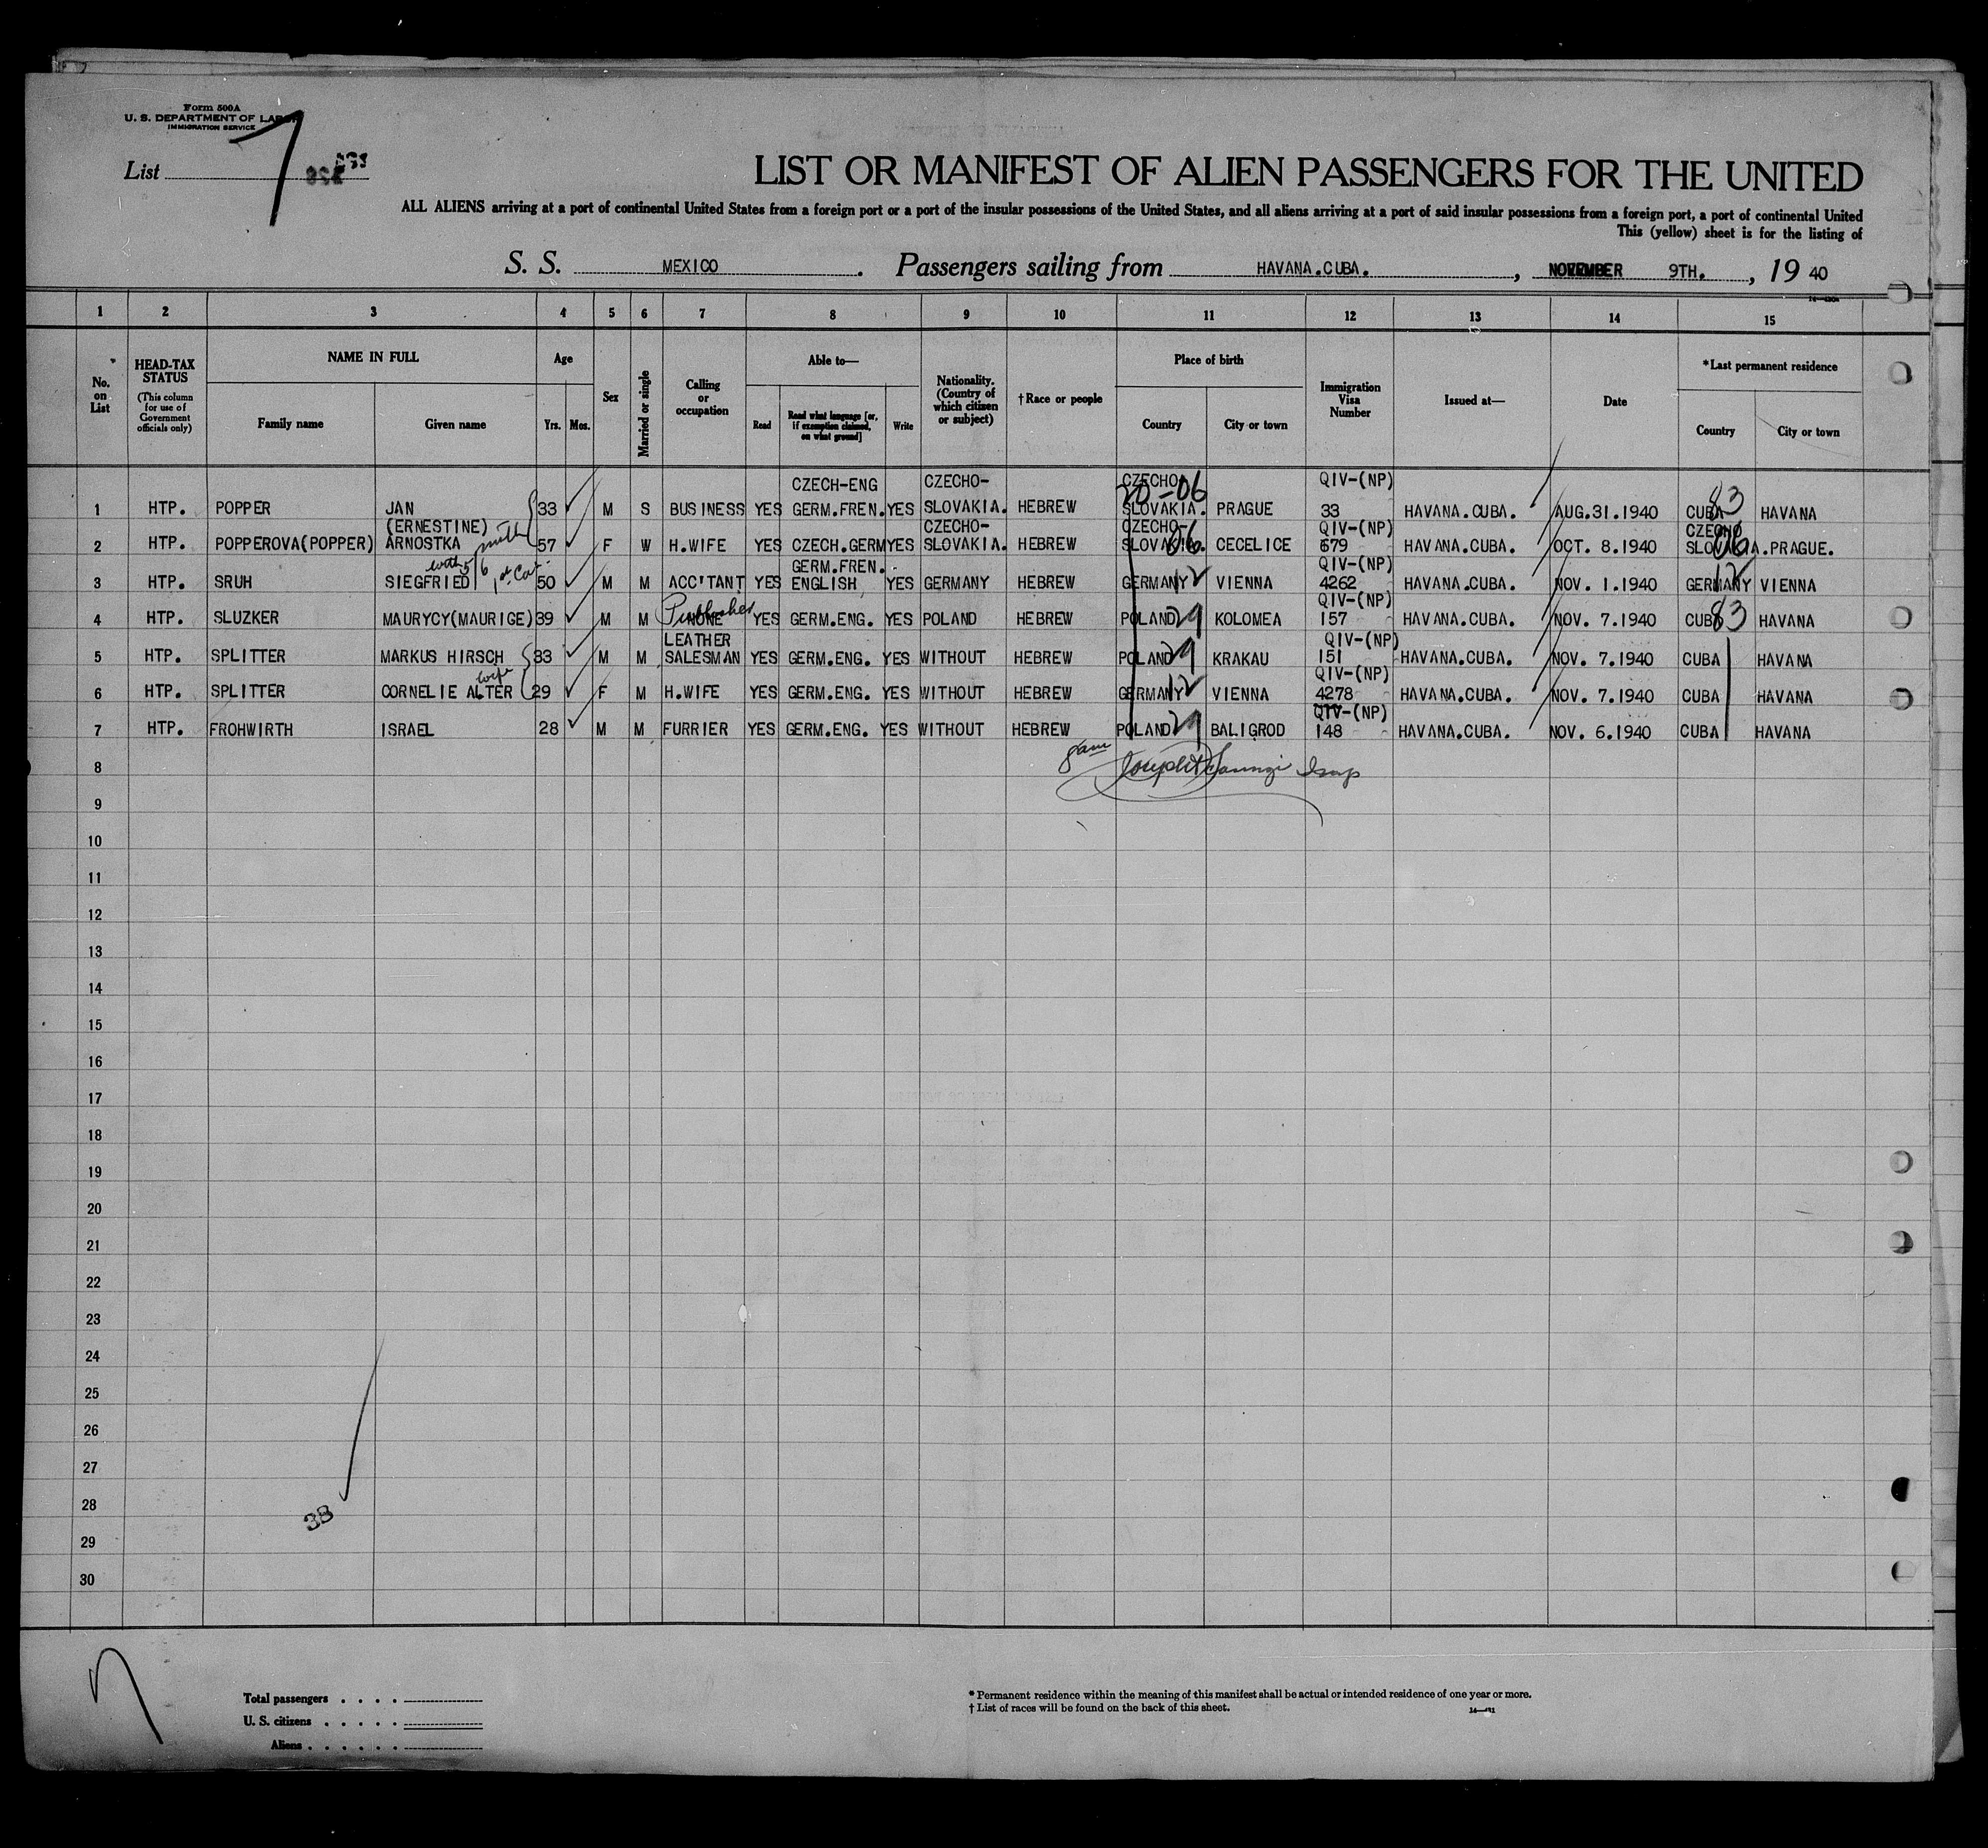 Form 500A
U. S. DEPARTMENT OF LABOR
IMMIGRATION SERVICE
List 7
LIST OR MANIFEST OF ALIEN PASSENGERS FOR THE UNITED
ALL ALIENS arriving at a port of continental United States from a foreign port or a port of the insular possessions of the United States, and all aliens arriving at a port of said insular possessions from a foreign port, a port of continental United
This (yellow) sheet is for the listing of
S. S. MEXICO. Passengers sailing from HAVANA.CUBA., NOVEMBER 9TH., 19 40
1 2 3 4 5 6 7 8 9 10 11 12 13 14 15
No. on List HEAD-TAX STATUS (This column for use of Government officials only) NAME IN FULL Family name Given name Age Yrs. Mos. Sex Married or single Calling or occupation Able to— Read Read what language [or, if exemption claimed, on what ground] Write Nationality. (Country of which citizen or subject) †Race or people Place of birth Country City or town Immigration Visa Number Issued at— Date *Last permanent residence Country City or town
CZECH-ENG CZECHO- CZECHO- QIV-(NP)
20-06
1 HTP. POPPER JAN 33 M S BUSINESS YES GERM.FREN. YES SLOVAKIA. HEBREW SLOVAKIA. PRAGUE 33 HAVANA.CUBA. AUG.31.1940 CUBA 83 HAVANA
(ERNESTINE) CZECHO- CZECHO- QIV-(NP) CZECHO
2 HTP. POPPEROVA(POPPER) ARNOSTKA 57 F W H.WIFE YES CZECH.GERM YES SLOVAKIA. HEBREW SLOVAKIA. 06 CECELICE 679 HAVANA.CUBA. OCT. 8.1940 SLOVAKIA. 06 PRAGUE.
GERM.FREN. QIV-(NP)
3 HTP. SRUH SIEGFRIED 50 M M ACC'TANT YES ENGLISH YES GERMANY HEBREW GERMANY 12 VIENNA 4262 HAVANA.CUBA. NOV. 1.1940 GERMANY 12 VIENNA
QIV-(NP)
4 HTP. SLUZKER MAURYCY(MAURIGE) 39 M M NONE YES GERM.ENG. YES POLAND HEBREW POLAND 29 KOLOMEA 157 HAVANA.CUBA. NOV. 7.1940 CUBA 83 HAVANA
LEATHER QIV-(NP)
5 HTP. SPLITTER MARKUS HIRSCH 33 M M SALESMAN YES GERM.ENG. YES WITHOUT HEBREW POLAND 29 KRAKAU 151 HAVANA.CUBA. NOV. 7.1940 CUBA HAVANA
wife QIV-(NP)
6 HTP. SPLITTER CORNELIE ALTER 29 F M H.WIFE YES GERM.ENG. YES WITHOUT HEBREW GERMANY 12 VIENNA 4278 HAVANA.CUBA. NOV. 7.1940 CUBA HAVANA
QIV-(NP)
7 HTP. FROHWIRTH ISRAEL 28 M M FURRIER YES GERM.ENG. YES WITHOUT HEBREW POLAND 29 BALIGROD 148 HAVANA.CUBA. NOV. 6.1940 CUBA HAVANA
8
9
10
11
12
13
14
15
16
17
18
19
20
21
22
23
24
25
26
27
28
38
29
30
Total passengers . . . .
U. S. citizens . . . . .
Aliens . . . . . .
* Permanent residence within the meaning of this manifest shall be actual or intended residence of one year or more.
† List of races will be found on the back of this sheet.